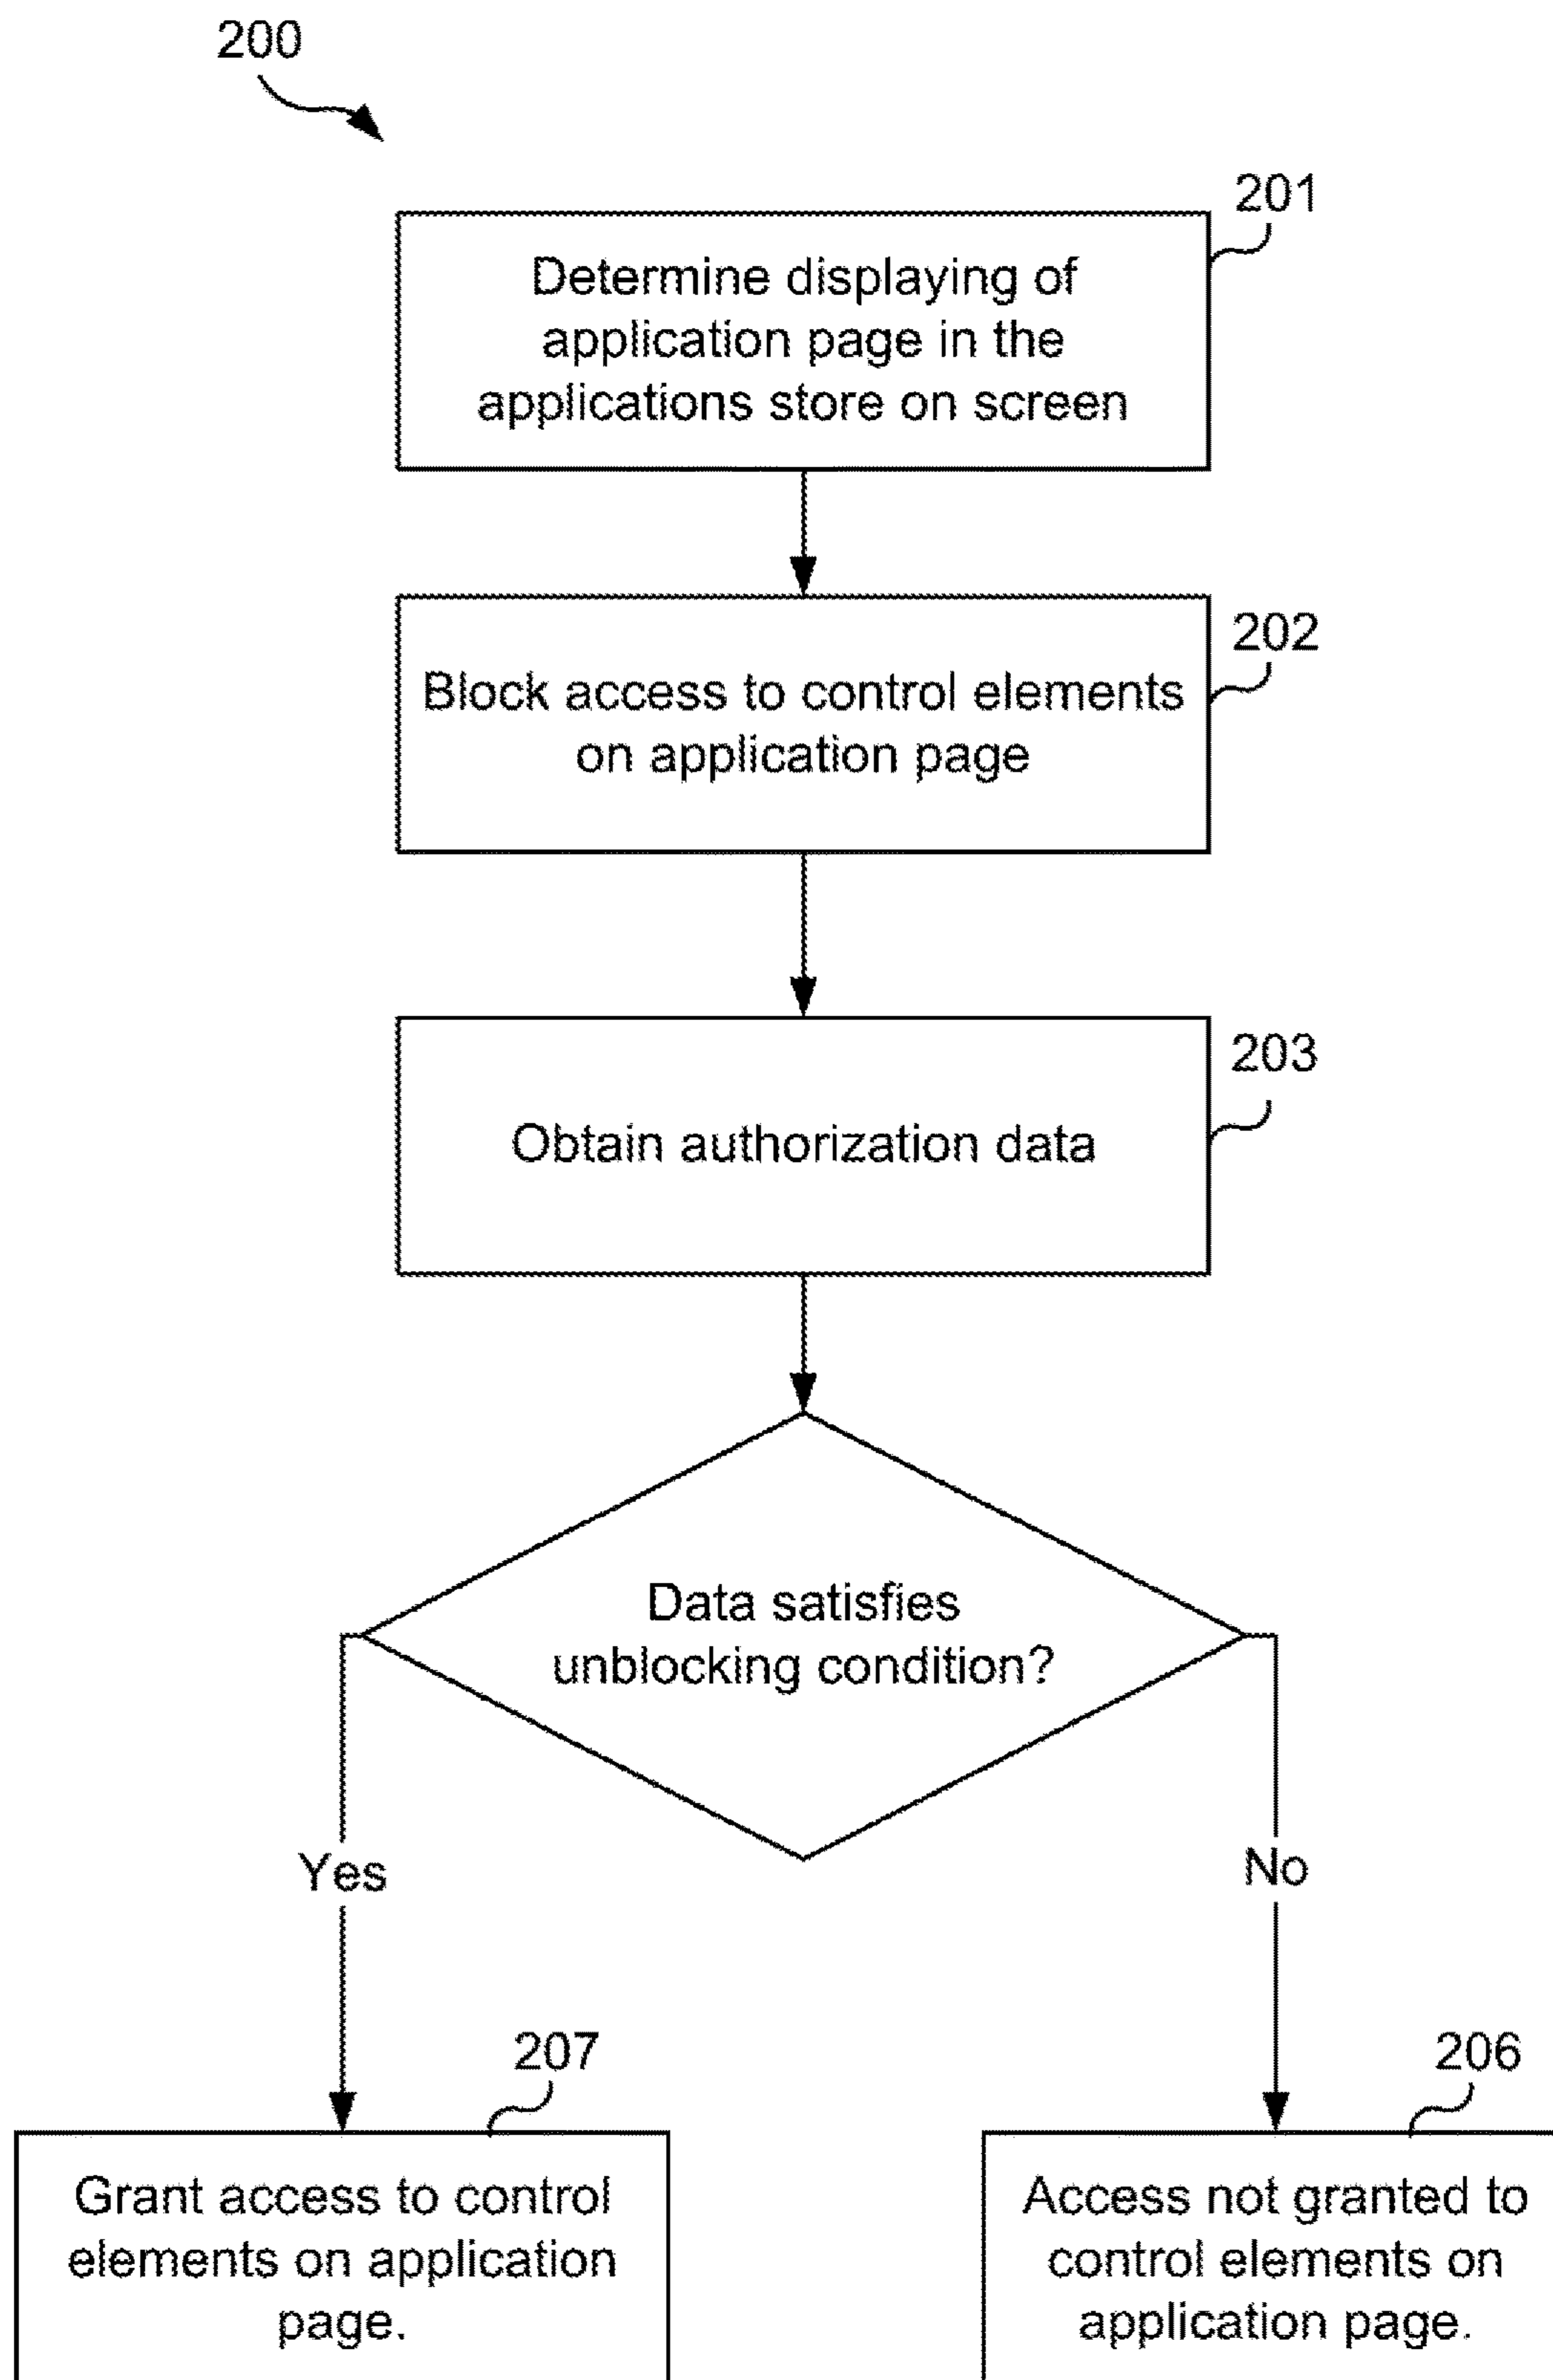 200
201
Determine displaying of
application page in the
applications store on screen
202
Block access to control elements
on application page
203
Obtain authorization data
Data satisfies
unblocking condition?
Yes
No
207
206
Grant access to control
elements on application
page.
Access not granted to
control elements on
application page.